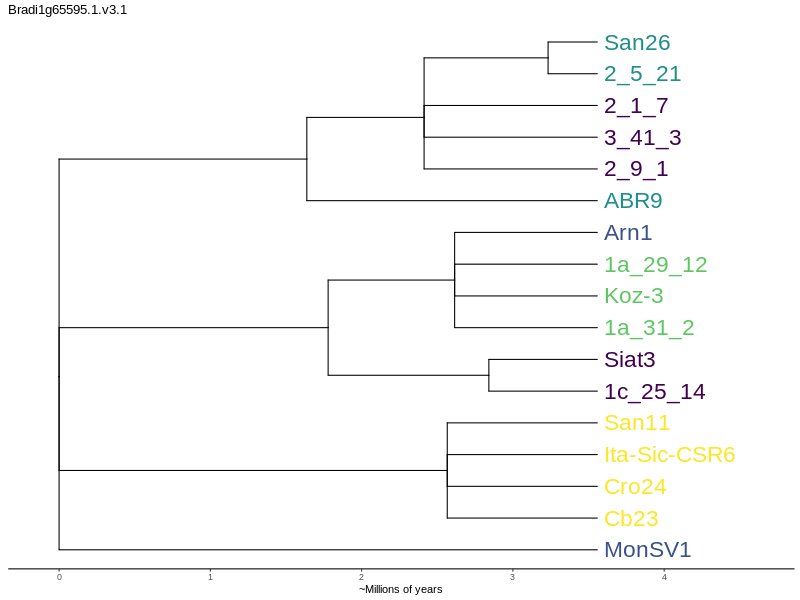 Bradi1g65595.1.v3.1
San26
2_5_21
2_1_7
3_41_3
2_9_1
ABR9
Arn1
1a_29_12
Koz-3
1a_31_2
Siat3
1c_25_14
San11
Ita-Sic-CSR6
Cro24
Cb23
MonSV1
0 1 2 3 4
~Millions of years